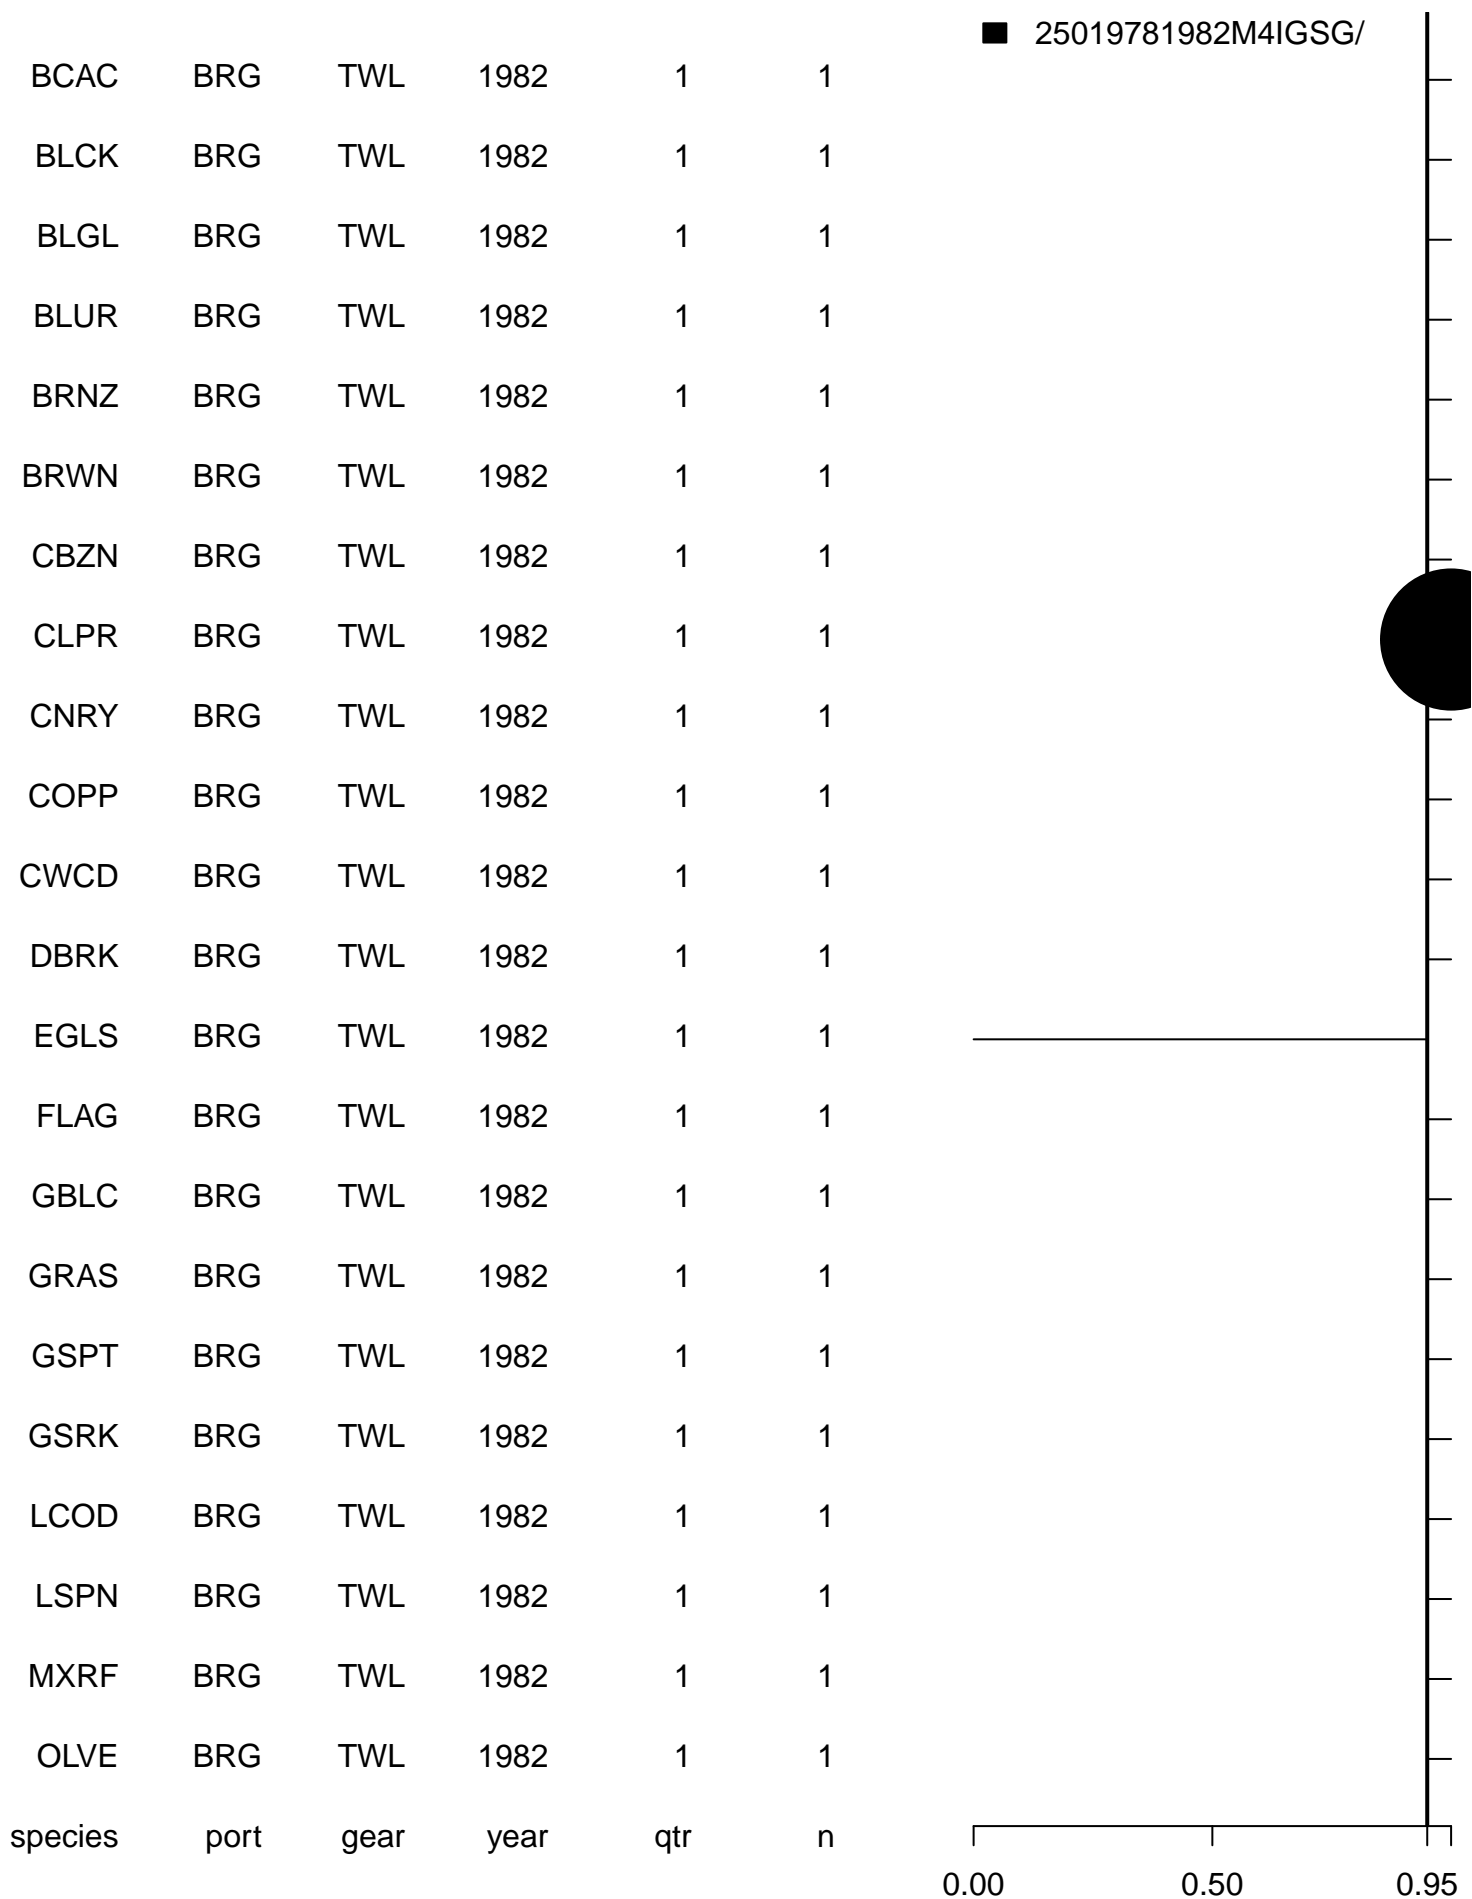 25019781982M4IGSG/
BCAC BRG TWL 1982 1 1
BLCK BRG TWL 1982 1 1
BLGL BRG TWL 1982 1 1
BLUR BRG TWL 1982 1 1
BRNZ BRG TWL 1982 1 1
BRWN BRG TWL 1982 1 1
CBZN BRG TWL 1982 1 1
CLPR BRG TWL 1982 1 1
CNRY BRG TWL 1982 1 1
COPP BRG TWL 1982 1 1
CWCD BRG TWL 1982 1 1
DBRK BRG TWL 1982 1 1
EGLS BRG TWL 1982 1 1
FLAG BRG TWL 1982 1 1
GBLC BRG TWL 1982 1 1
GRAS BRG TWL 1982 1 1
GSPT BRG TWL 1982 1 1
GSRK BRG TWL 1982 1 1
LCOD BRG TWL 1982 1 1
LSPN BRG TWL 1982 1 1
MXRF BRG TWL 1982 1 1
OLVE BRG TWL 1982 1 1
species port gear year qtr n
0.00 0.50 0.95